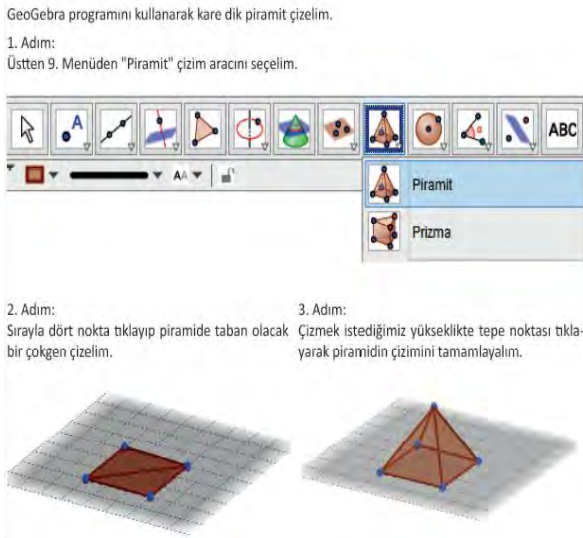 GeoGebra programını kullanarak kare dik piramit çizelim.
1. Adım:
Üstten 9. Menüden "Piramit" çizim aracını seçelim.
A
α
ABC
AA
Piramit
Prizma
2. Adım:
Sırayla dört nokta tıklayıp piramide taban olacak
bir çokgen çizelim.
3. Adım:
Çizmek istediğimiz yükseklikte tepe noktası tıkla-
yarak piramidin çizimini tamamlayalım.